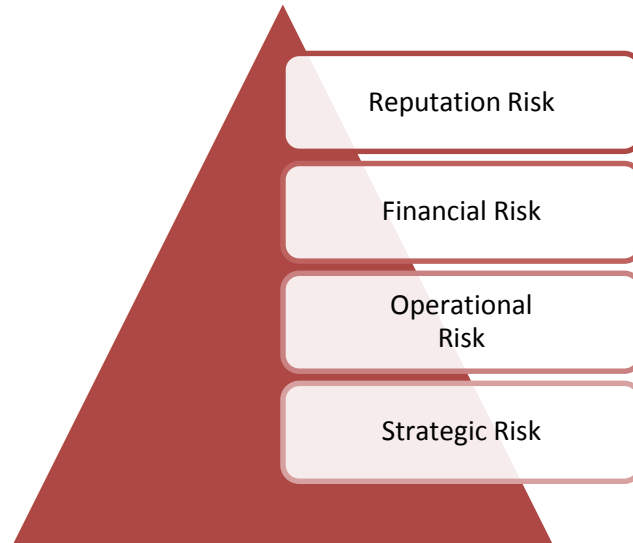 Reputation Risk
Financial Risk
Operational
Risk
Strategic Risk